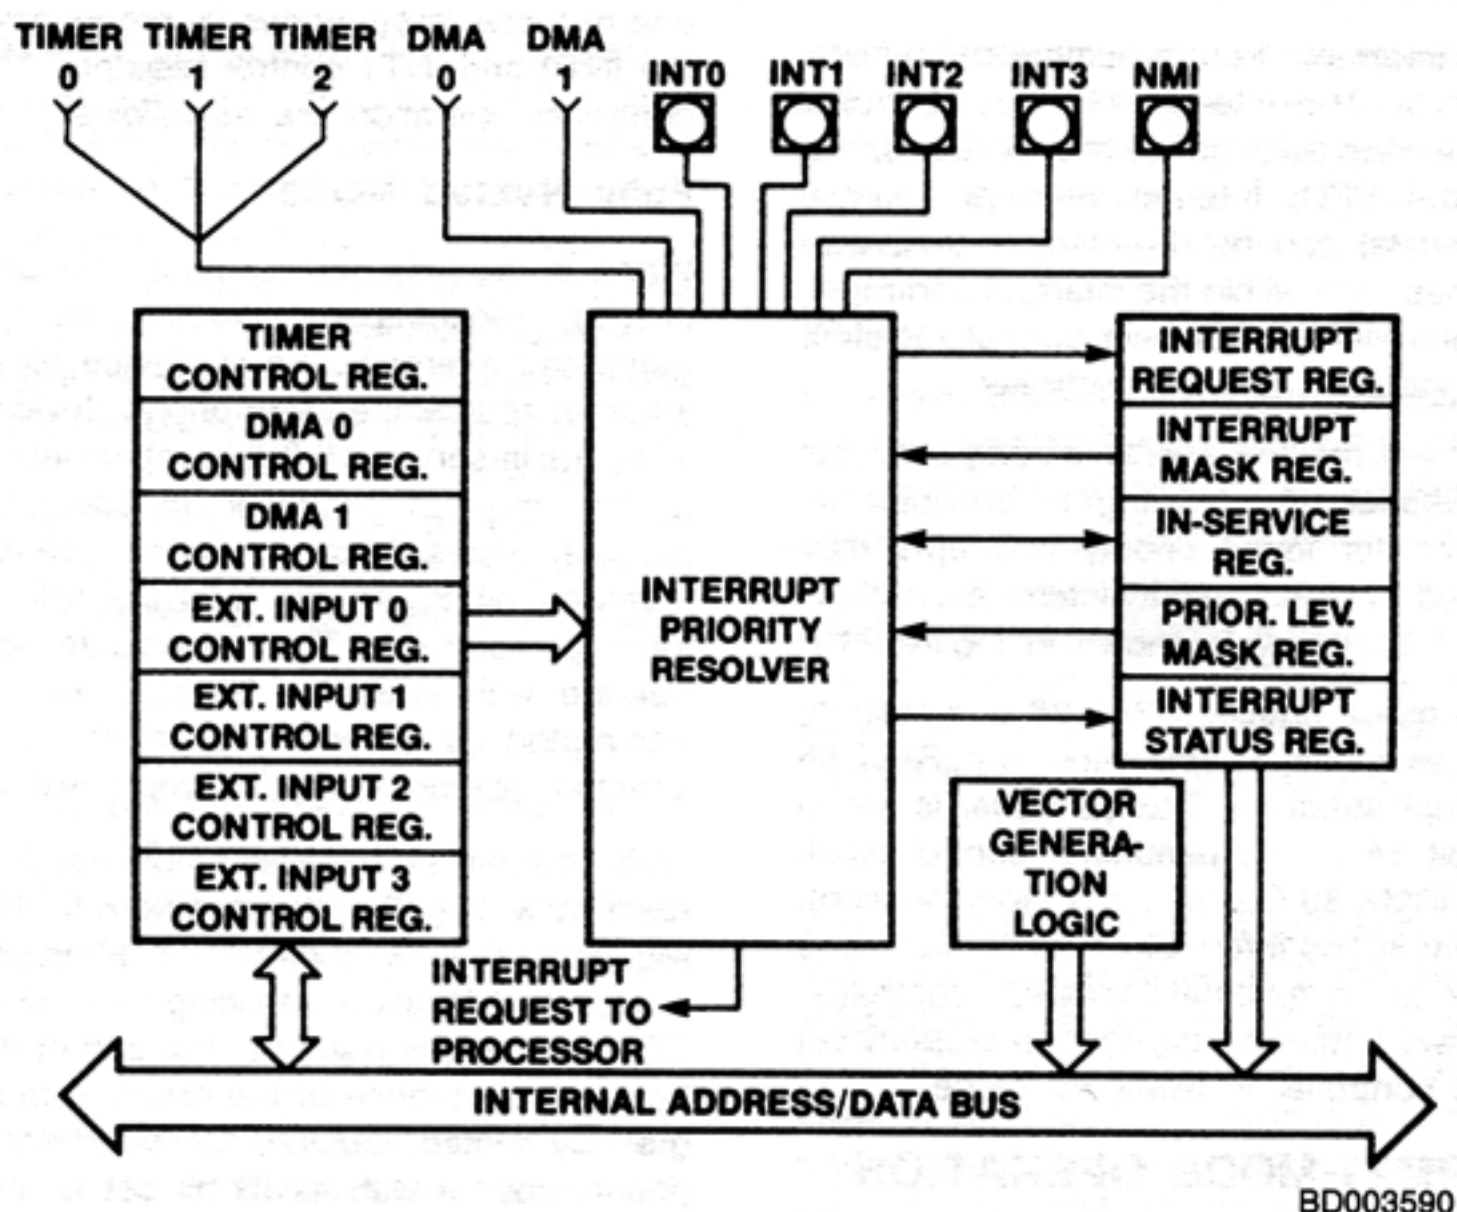 TIMER TIMER TIMER DMA DMA
0 1 2 0 1
INT0 INT1 INT2 INT3 NMI
TIMER
CONTROL REG.
DMA 0
CONTROL REG.
DMA 1
CONTROL REG.
EXT. INPUT 0
CONTROL REG.
EXT. INPUT 1
CONTROL REG.
EXT. INPUT 2
CONTROL REG.
EXT. INPUT 3
CONTROL REG.
INTERRUPT
PRIORITY
RESOLVER
INTERRUPT
REQUEST REG.
INTERRUPT
MASK REG.
IN-SERVICE
REG.
PRIOR. LEV.
MASK REG.
INTERRUPT
STATUS REG.
VECTOR
GENERA-
TION
LOGIC
INTERRUPT
REQUEST TO
PROCESSOR
INTERNAL ADDRESS/DATA BUS
BD003590